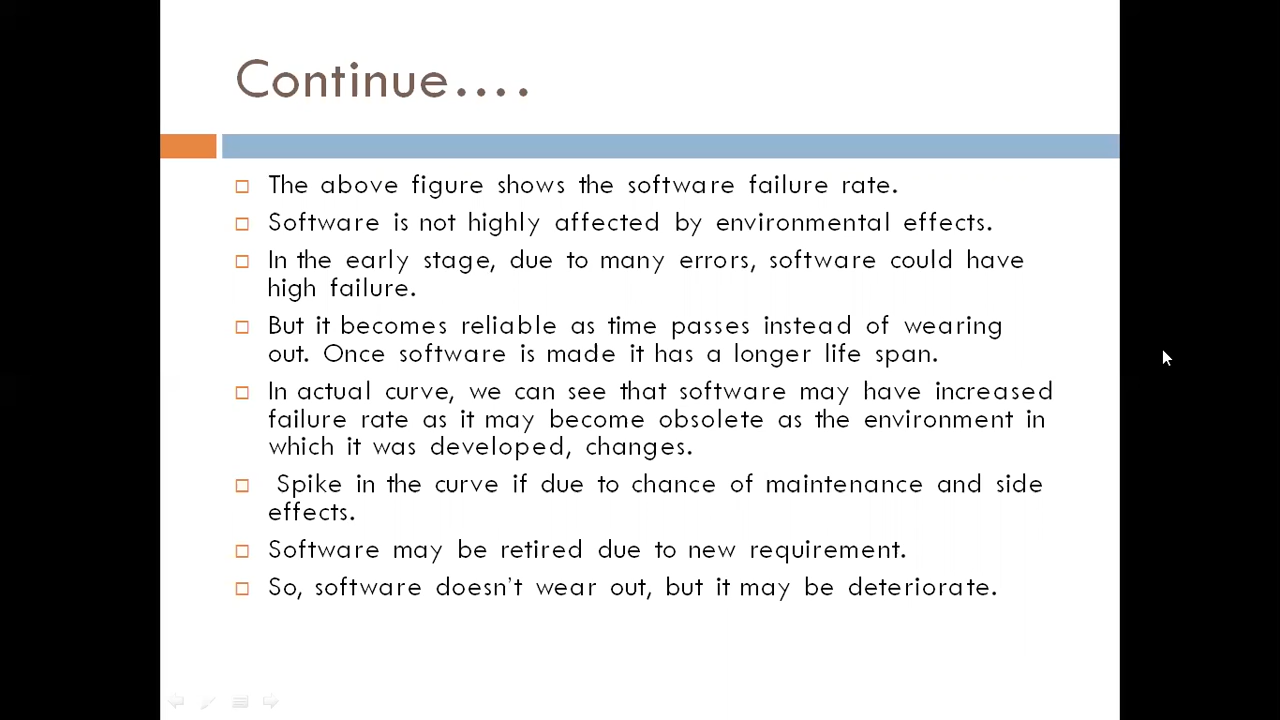 Continue....
The above figure shows the software failure rate.
Software is not highly affected by environmental effects.
In the early stage, due to many errors, software could have
high failure.
But it becomes reliable as time passes instead of wearing
out. Once software is made it has a longer life span.
In actual curve, we can see that software may have increased
failure rate as it may become obsolete as the environment in
which it was developed, changes.
Spike in the curve if due to chance of maintenance and side
effects.
Software may be retired due to new requirement.
So, software doesn't wear out, but it may be deteriorate.